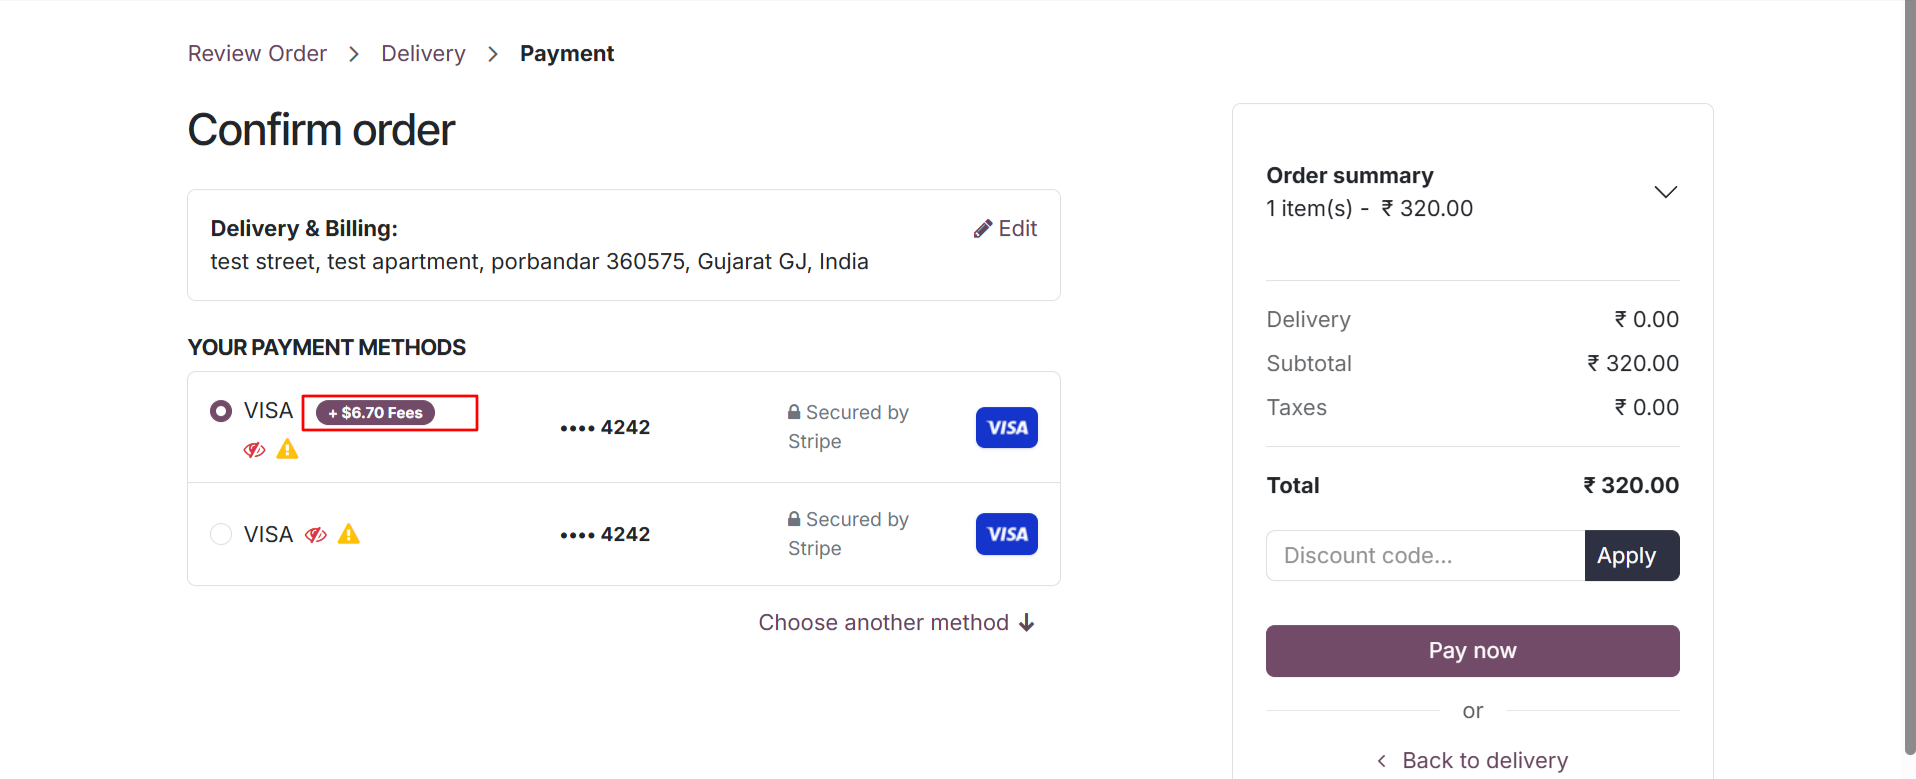 Review Order > Delivery > Payment
Confirm order
Delivery & Billing:
Edit
test street, test apartment, porbandar 360575, Gujarat GJ, India
YOUR PAYMENT METHODS
VISA + $6.70 Fees
•••• 4242
Secured by
Stripe
VISA
VISA
•••• 4242
Secured by
Stripe
VISA
Choose another method
Order summary
1 item(s) - ₹ 320.00
Delivery ₹ 0.00
Subtotal ₹ 320.00
Taxes ₹ 0.00
Total ₹ 320.00
Discount code... Apply
Pay now
or
Back to delivery